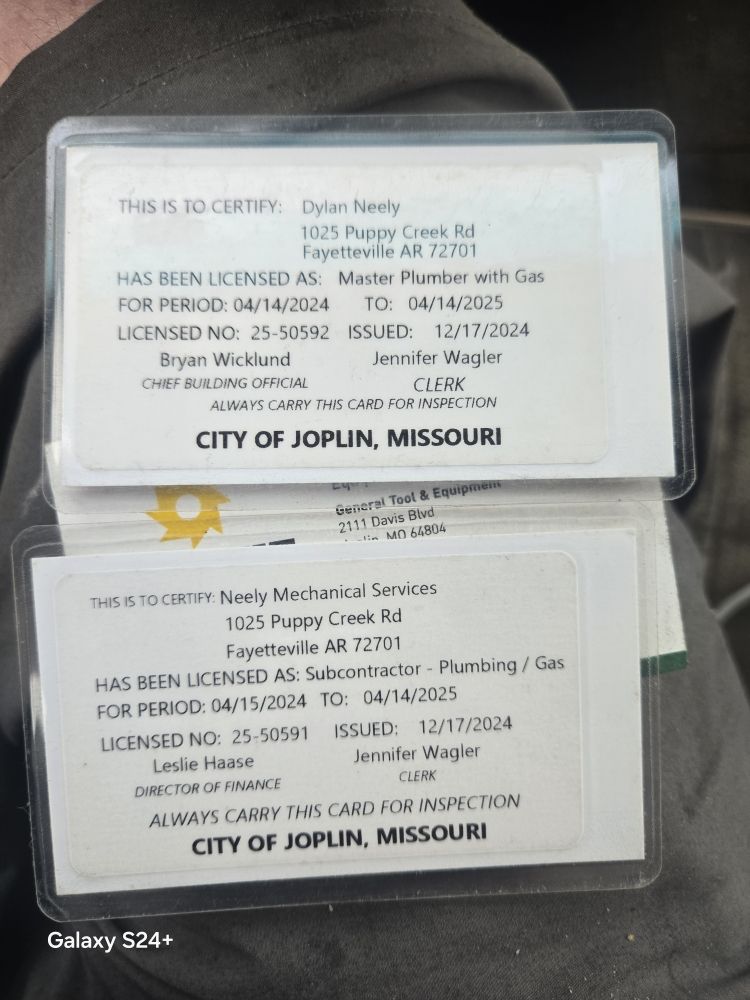 THIS IS TO CERTIFY: Dylan Neely
1025 Puppy Creek Rd
Fayetteville AR 72701
HAS BEEN LICENSED AS: Master Plumber with Gas
FOR PERIOD: 04/14/2024 TO: 04/14/2025
LICENSED NO: 25-50592 ISSUED: 12/17/2024
Bryan Wicklund Jennifer Wagler
CHIEF BUILDING OFFICIAL CLERK
ALWAYS CARRY THIS CARD FOR INSPECTION
CITY OF JOPLIN, MISSOURI
General Tool & Equipment
2111 Davis Blvd
MO 64804
THIS IS TO CERTIFY: Neely Mechanical Services
1025 Puppy Creek Rd
Fayetteville AR 72701
HAS BEEN LICENSED AS: Subcontractor - Plumbing / Gas
FOR PERIOD: 04/15/2024 TO: 04/14/2025
LICENSED NO: 25-50591 ISSUED: 12/17/2024
Leslie Haase Jennifer Wagler
DIRECTOR OF FINANCE CLERK
ALWAYS CARRY THIS CARD FOR INSPECTION
CITY OF JOPLIN, MISSOURI
Galaxy S24+